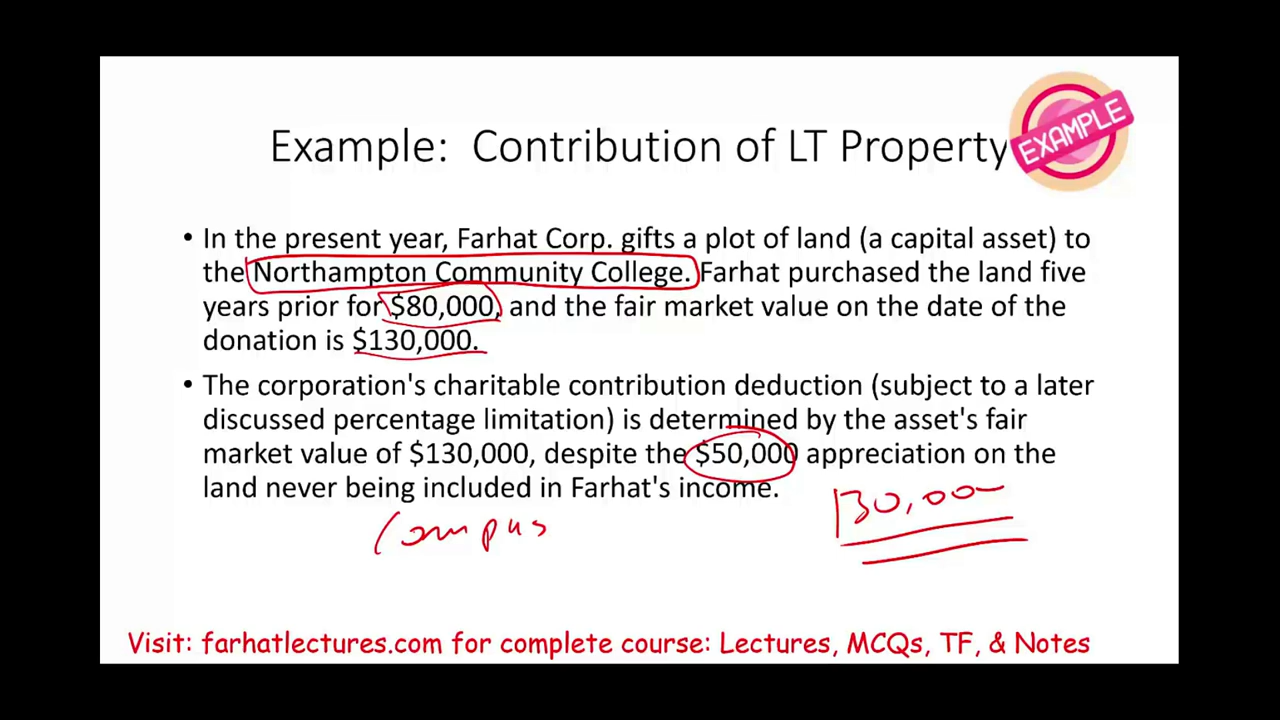 Example: Contribution of LT Property
EXAMPLE
• In the present year, Farhat Corp. gifts a plot of land (a capital asset) to
the Northampton Community College. Farhat purchased the land five
years prior for $80,000, and the fair market value on the date of the
donation is $130,000.
• The corporation's charitable contribution deduction (subject to a later
discussed percentage limitation) is determined by the asset's fair
market value of $130,000, despite the $50,000 appreciation on the
land never being included in Farhat's income.
130,000
Campus
Visit: farhatlectures.com for complete course: Lectures, MCQs, TF, & Notes